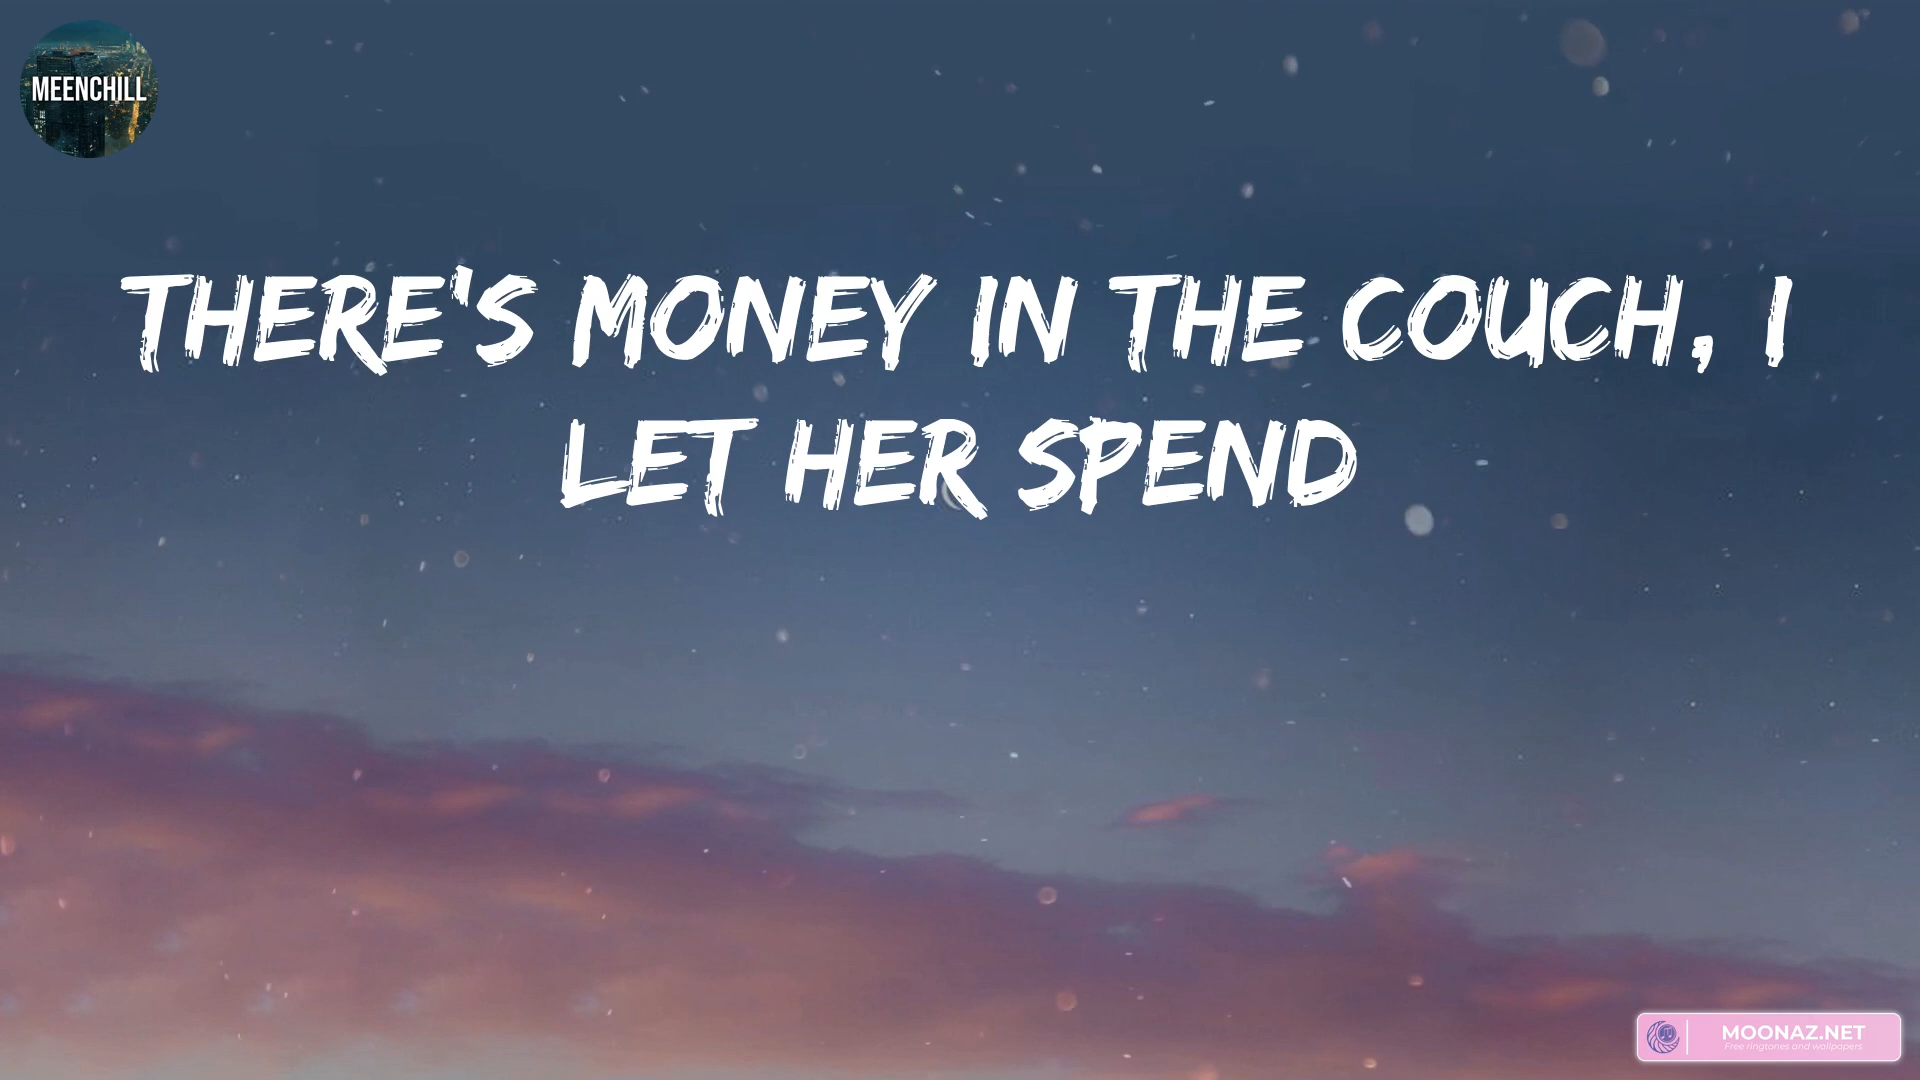 MEENCHILL
THERE'S MONEY IN THE COUCH, I
LET HER SPEND
MOONAZ.NET
Free ringtones and wallpapers